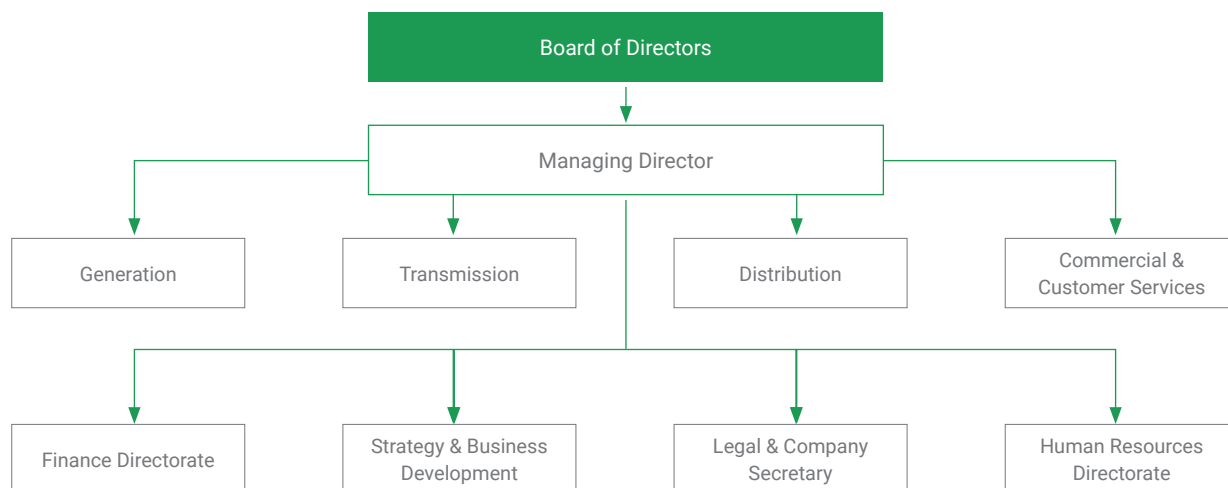 Board of Directors
Managing Director
Generation
Transmission
Distribution
Commercial &
Customer Services
Finance Directorate
Strategy & Business
Development
Legal & Company
Secretary
Human Resources
Directorate